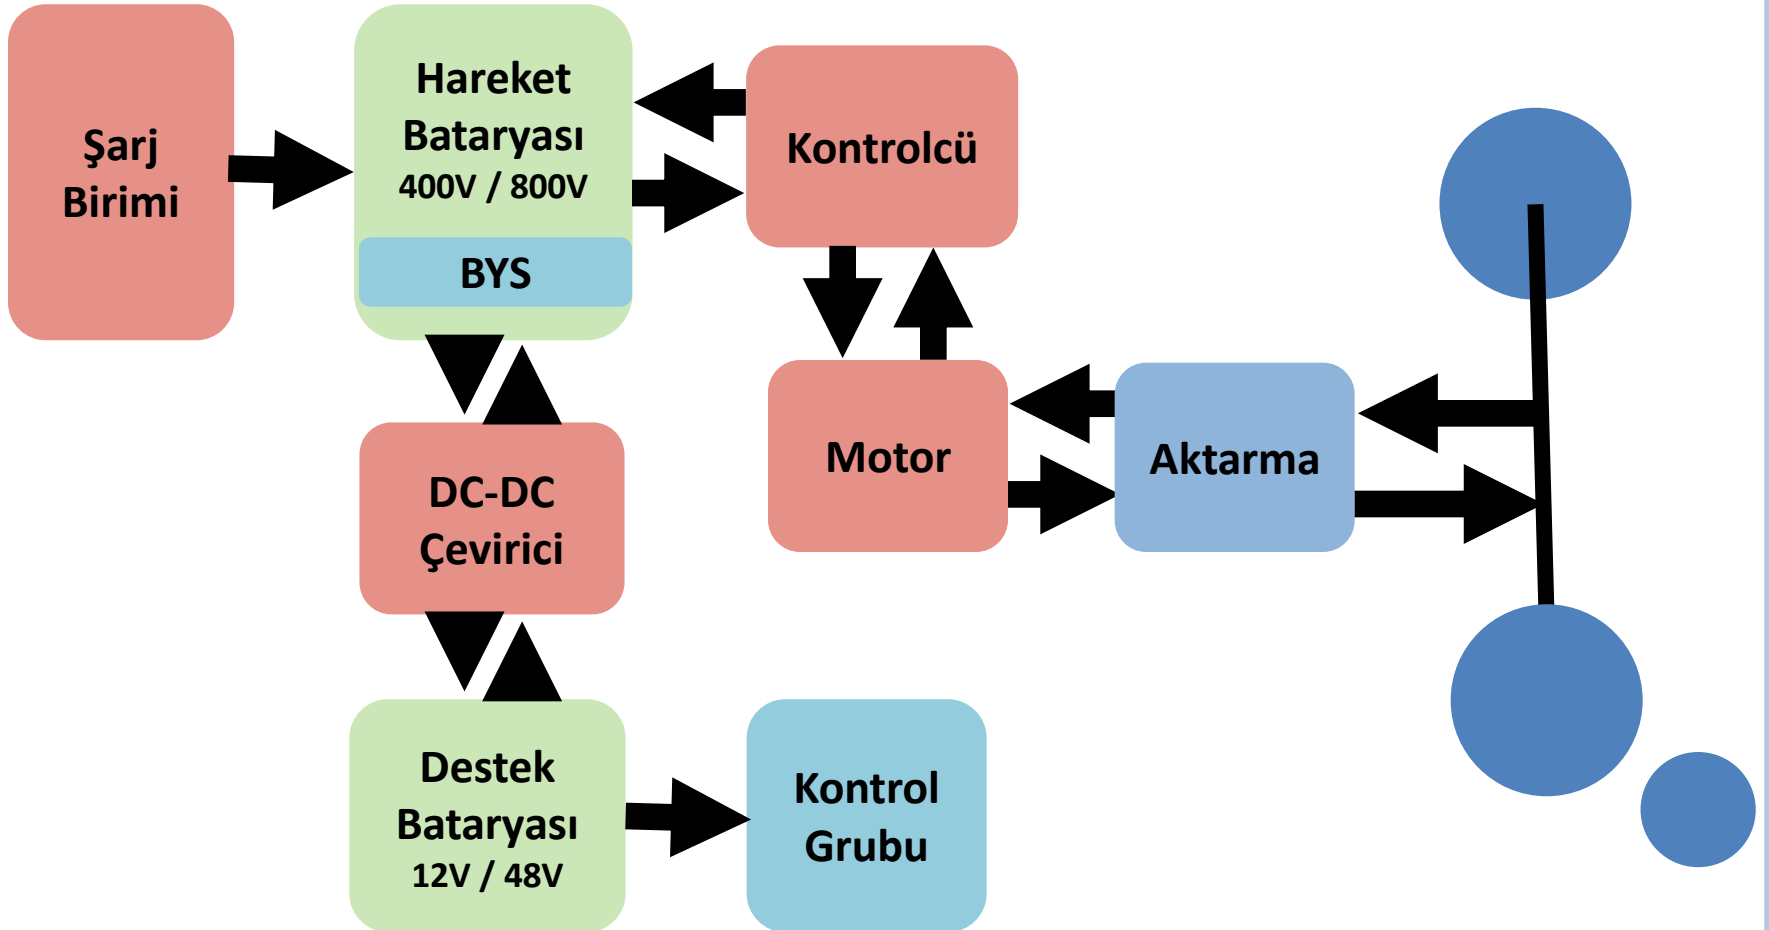 Şarj
Birimi
Hareket
Bataryası
400V / 800V
BYS
Kontrolcü
Motor
Aktarma
DC-DC
Çevirici
Destek
Bataryası
12V / 48V
Kontrol
Grubu